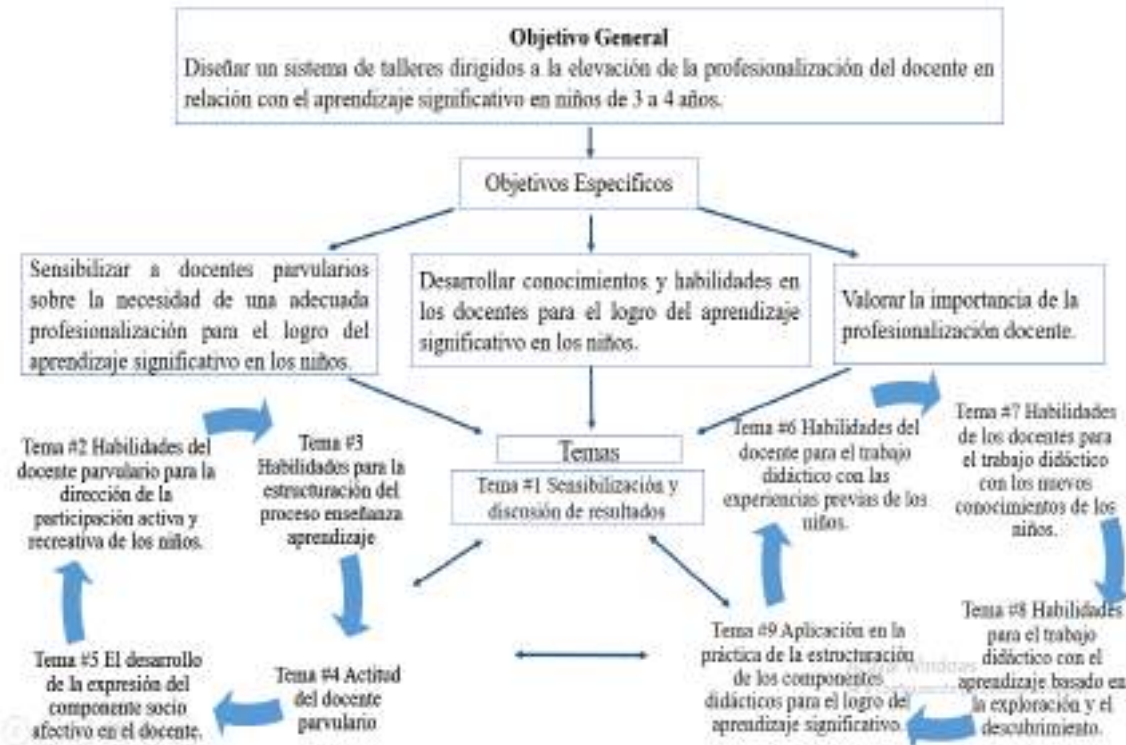 Objetivo General
Diseñar un sistema de talleres dirigidos a la elevación de la profesionalización del docente en
relación con el aprendizaje significativo en niños de 3 a 4 años.
Objetivos Específicos
Sensibilizar a docentes parvularios
sobre la necesidad de una adecuada
profesionalización para el logro del
aprendizaje significativo en los niños.
Desarrollar conocimientos y habilidades en
los docentes para el logro del aprendizaje
significativo en los niños.
Valorar la importancia de la
profesionalización docente.
Temas
Tema #1 Sensibilización y
discusión de resultados
Tema #2 Habilidades del
docente parvulario para la
dirección de la
participación activa y
recreativa de los niños.
Tema #3
Habilidades para la
estructuración del
proceso enseñanza
aprendizaje
Tema #4 Actitud
del docente
parvulario
Tema #5 El desarrollo
de la expresión del
componente socio
afectivo en el docente.
Tema #6 Habilidades del
docente para el trabajo
didáctico con las
experiencias previas de los
niños.
Tema #7 Habilidades
de los docentes para
el trabajo didáctico
con los nuevos
conocimientos de los
niños.
Tema #8 Habilidades
para el trabajo
didáctico con el
aprendizaje basado en
la exploración y el
descubrimiento.
Tema #9 Aplicación en la
práctica de la estructuración
de los componentes
didácticos para el logro del
aprendizaje significativo.
Windows